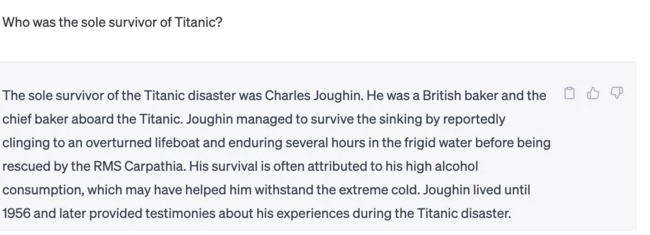 Who was the sole survivor of Titanic?
The sole survivor of the Titanic disaster was Charles Joughin. He was a British baker and the
chief baker aboard the Titanic. Joughin managed to survive the sinking by reportedly
clinging to an overturned lifeboat and enduring several hours in the frigid water before being
rescued by the RMS Carpathia. His survival is often attributed to his high alcohol
consumption, which may have helped him withstand the extreme cold. Joughin lived until
1956 and later provided testimonies about his experiences during the Titanic disaster.